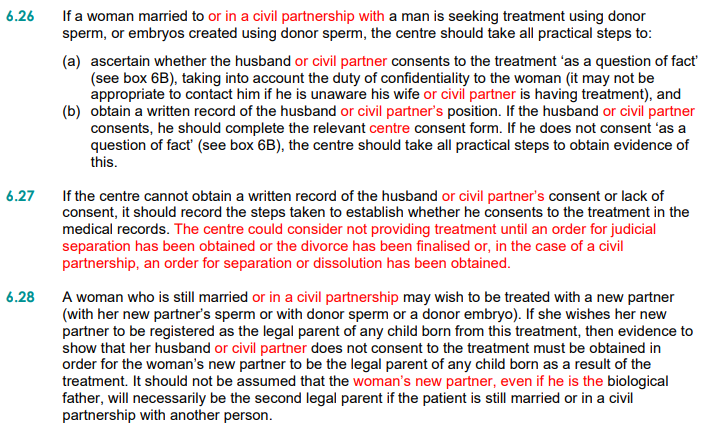 6.26 If a woman married to or in a civil partnership with a man is seeking treatment using donor
sperm, or embryos created using donor sperm, the centre should take all practical steps to:
(a) ascertain whether the husband or civil partner consents to the treatment 'as a question of fact'
(see box 6B), taking into account the duty of confidentiality to the woman (it may not be
appropriate to contact him if he is unaware his wife or civil partner is having treatment), and
(b) obtain a written record of the husband or civil partner's position. If the husband or civil partner
consents, he should complete the relevant centre consent form. If he does not consent 'as a
question of fact' (see box 6B), the centre should take all practical steps to obtain evidence of
this.
6.27 If the centre cannot obtain a written record of the husband or civil partner's consent or lack of
consent, it should record the steps taken to establish whether he consents to the treatment in the
medical records. The centre could consider not providing treatment until an order for judicial
separation has been obtained or the divorce has been finalised or, in the case of a civil
partnership, an order for separation or dissolution has been obtained.
6.28 A woman who is still married or in a civil partnership may wish to be treated with a new partner
(with her new partner's sperm or with donor sperm or a donor embryo). If she wishes her new
partner to be registered as the legal parent of any child born from this treatment, then evidence to
show that her husband or civil partner does not consent to the treatment must be obtained in
order for the woman's new partner to be the legal parent of any child born as a result of the
treatment. It should not be assumed that the woman's new partner, even if he is the biological
father, will necessarily be the second legal parent if the patient is still married or in a civil
partnership with another person.